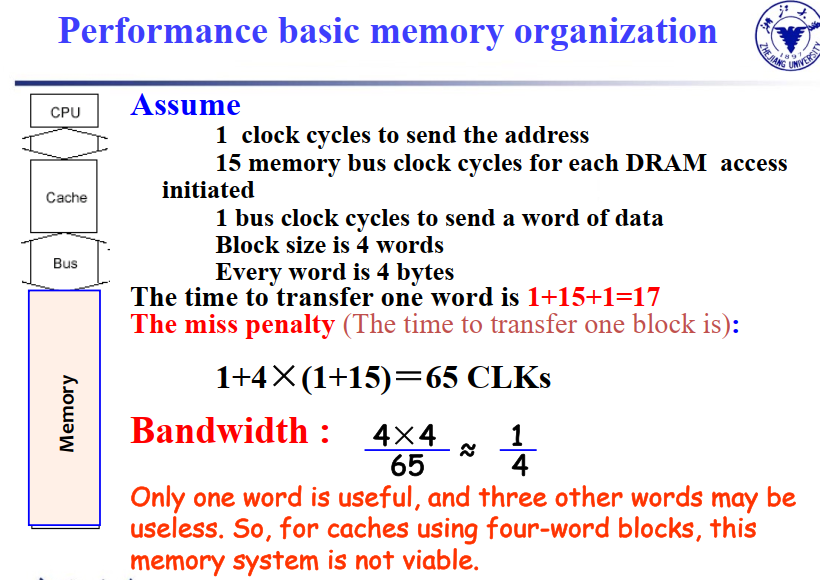 Performance basic memory organization
ZHEJIANG UNIVERSITY
1897
CPU
Cache
Bus
Memory
Assume
1 clock cycles to send the address
15 memory bus clock cycles for each DRAM access
initiated
1 bus clock cycles to send a word of data
Block size is 4 words
Every word is 4 bytes
The time to transfer one word is 1+15+1=17
The miss penalty (The time to transfer one block is):
1+4×(1+15)=65 CLKs
Bandwidth : 4×4/65 ≈ 1/4
Only one word is useful, and three other words may be
useless. So, for caches using four-word blocks, this
memory system is not viable.